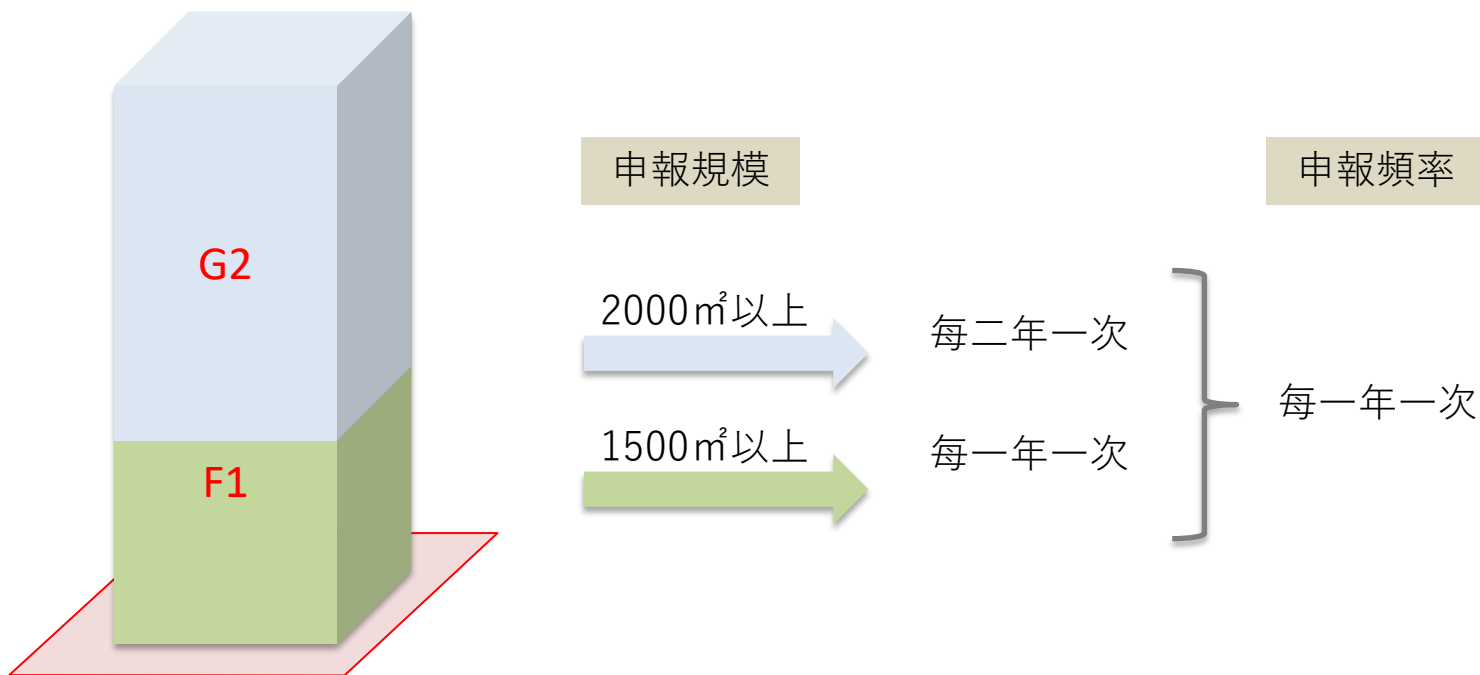 申報規模
申報頻率
G2
2000㎡以上
每二年一次
每一年一次
1500㎡以上
每一年一次
F1